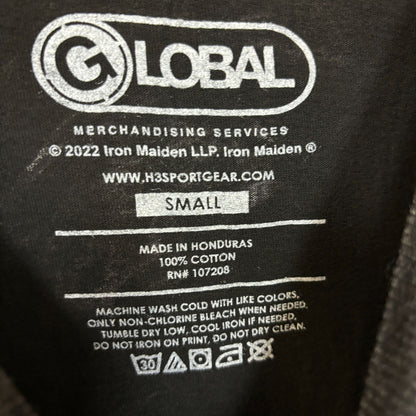 GLOBAL
MERCHANDISING SERVICES
© 2022 Iron Maiden LLP. Iron Maiden ®
WWW.H3SPORTGEAR.COM
SMALL
MADE IN HONDURAS
100% COTTON
RN# 107208
MACHINE WASH COLD WITH LIKE COLORS,
ONLY NON-CHLORINE BLEACH WHEN NEEDED.
TUMBLE DRY LOW, COOL IRON IF NEEDED.
DO NOT IRON ON PRINT, DO NOT DRY CLEAN.
30